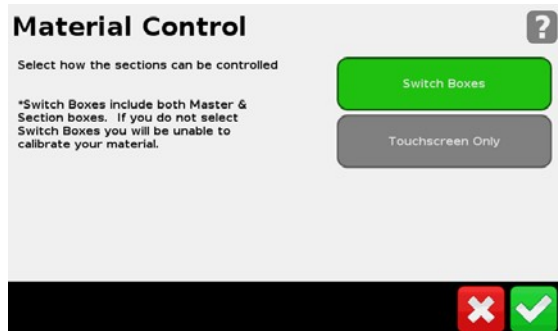 Material Control
?
Select how the sections can be controlled
*Switch Boxes include both Master &
Section boxes. If you do not select
Switch Boxes you will be unable to
calibrate your material.
Switch Boxes
Touchscreen Only